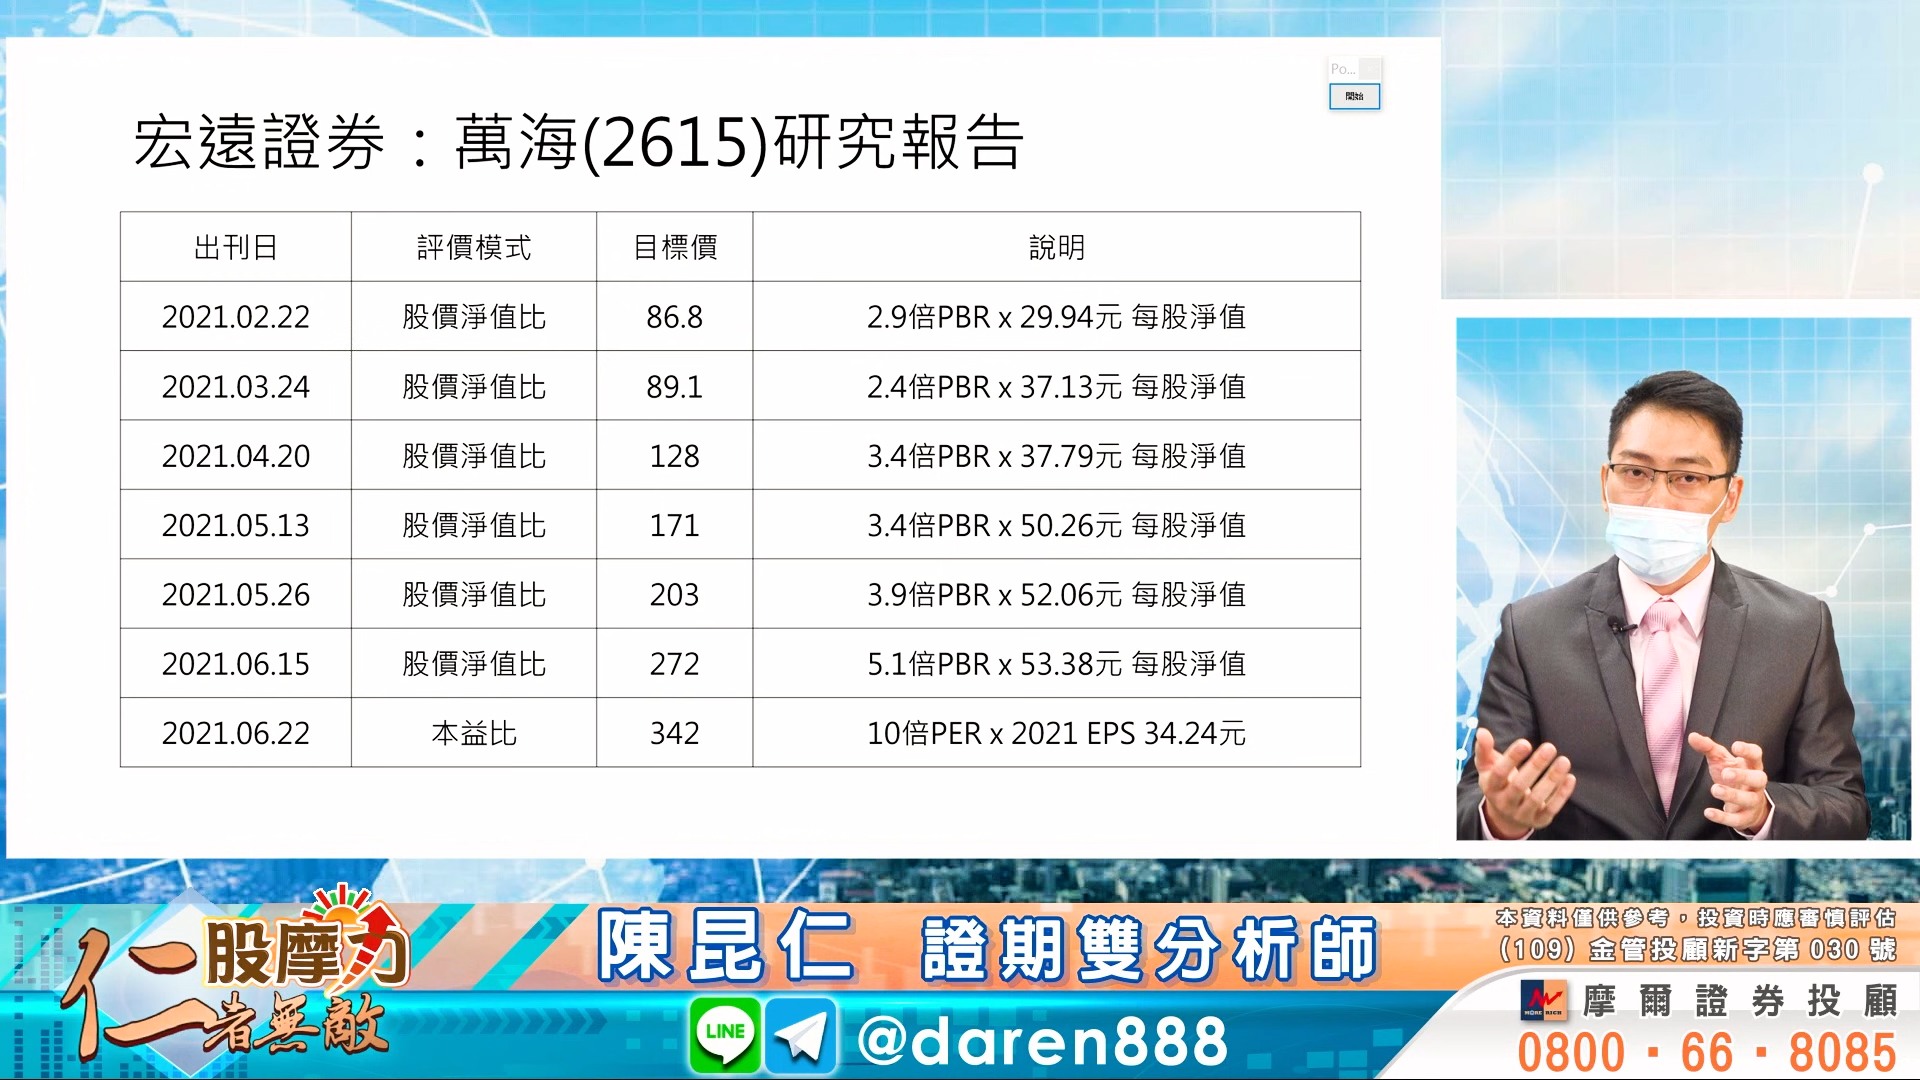 Po...
開始
宏遠證券：萬海(2615)研究報告
出刊日 評價模式 目標價 說明
2021.02.22 股價淨值比 86.8 2.9倍PBR x 29.94元 每股淨值
2021.03.24 股價淨值比 89.1 2.4倍PBR x 37.13元 每股淨值
2021.04.20 股價淨值比 128 3.4倍PBR x 37.79元 每股淨值
2021.05.13 股價淨值比 171 3.4倍PBR x 50.26元 每股淨值
2021.05.26 股價淨值比 203 3.9倍PBR x 52.06元 每股淨值
2021.06.15 股價淨值比 272 5.1倍PBR x 53.38元 每股淨值
2021.06.22 本益比 342 10倍PER x 2021 EPS 34.24元
股摩力
仁者無敵
陳昆仁 證期雙分析師
LINE
@daren888
本資料僅供參考，投資時應審慎評估
(109) 金管投顧新字第 030 號
MORE RICH
摩爾證券投顧
0800・66・8085